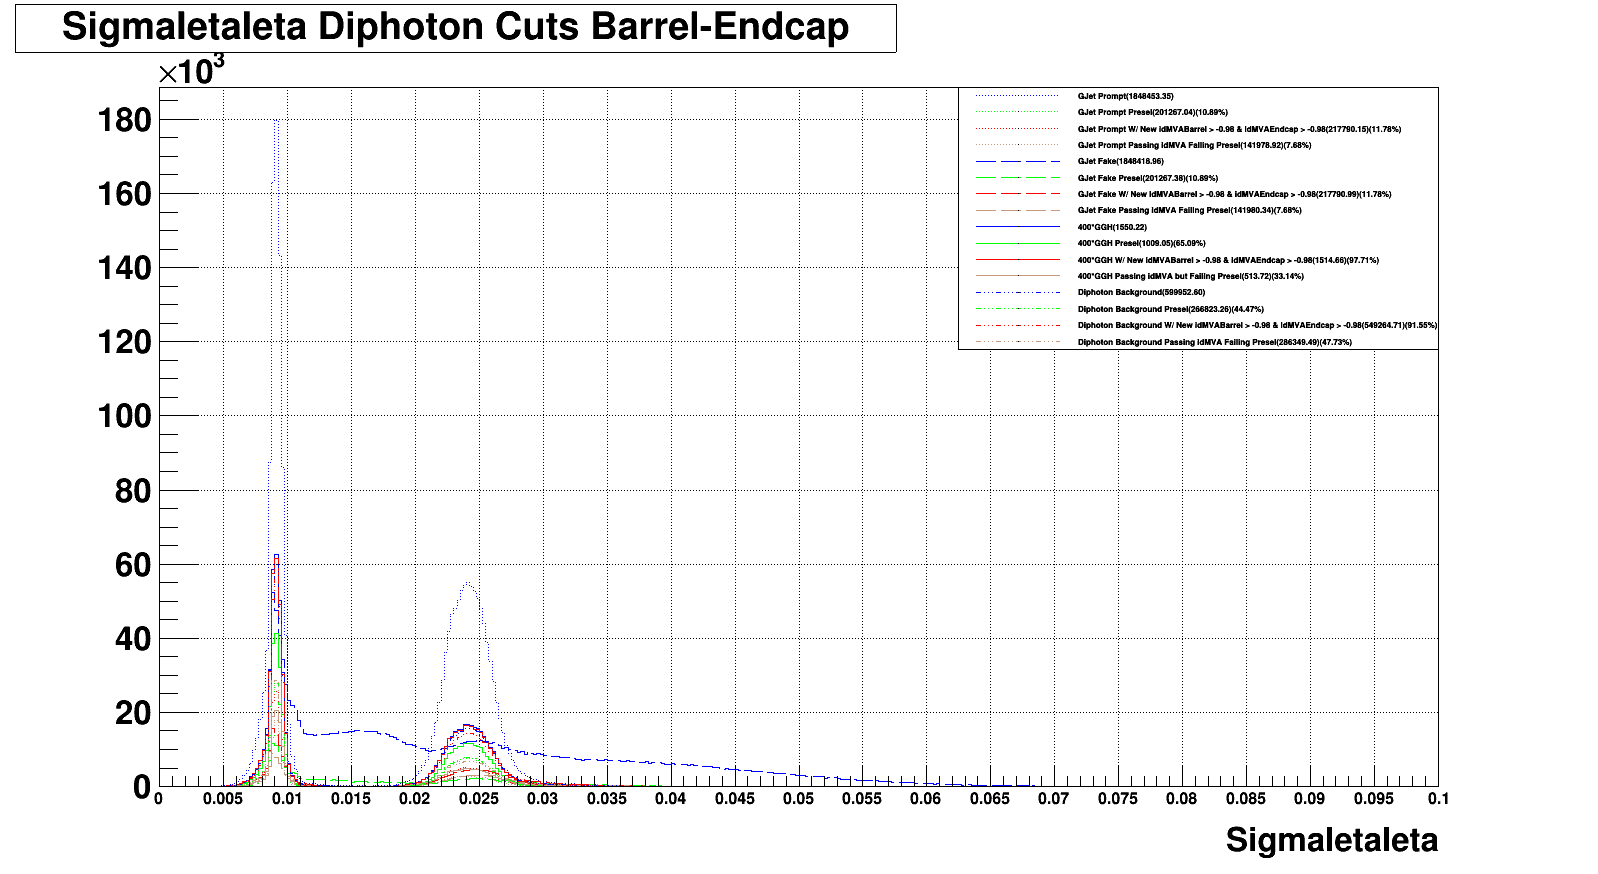 SigmaIetaIeta Diphoton Cuts Barrel-Endcap
×10³
180
160
140
120
100
80
60
40
20
0
0 0.005 0.01 0.015 0.02 0.025 0.03 0.035 0.04 0.045 0.05 0.055 0.06 0.065 0.07 0.075 0.08 0.085 0.09 0.095 0.1
SigmaIetaIeta
GJet Prompt(1848453.35)
GJet Prompt Presel(201267.04)(10.89%)
GJet Prompt W/ New idMVABarrel > -0.98 & idMVAEndcap > -0.98(217790.15)(11.78%)
GJet Prompt Passing idMVA Failing Presel(141978.92)(7.68%)
GJet Fake(1848418.96)
GJet Fake Presel(201267.38)(10.89%)
GJet Fake W/ New idMVABarrel > -0.98 & idMVAEndcap > -0.98(217790.99)(11.78%)
GJet Fake Passing idMVA Failing Presel(141980.34)(7.68%)
400*GGH(1550.22)
400*GGH Presel(1009.05)(65.09%)
400*GGH W/ New idMVABarrel > -0.98 & idMVAEndcap > -0.98(1514.66)(97.71%)
400*GGH Passing idMVA but Failing Presel(513.72)(33.14%)
Diphoton Background(599952.60)
Diphoton Background Presel(266823.26)(44.47%)
Diphoton Background W/ New idMVABarrel > -0.98 & idMVAEndcap > -0.98(549264.71)(91.55%)
Diphoton Background Passing idMVA Failing Presel(286349.49)(47.73%)